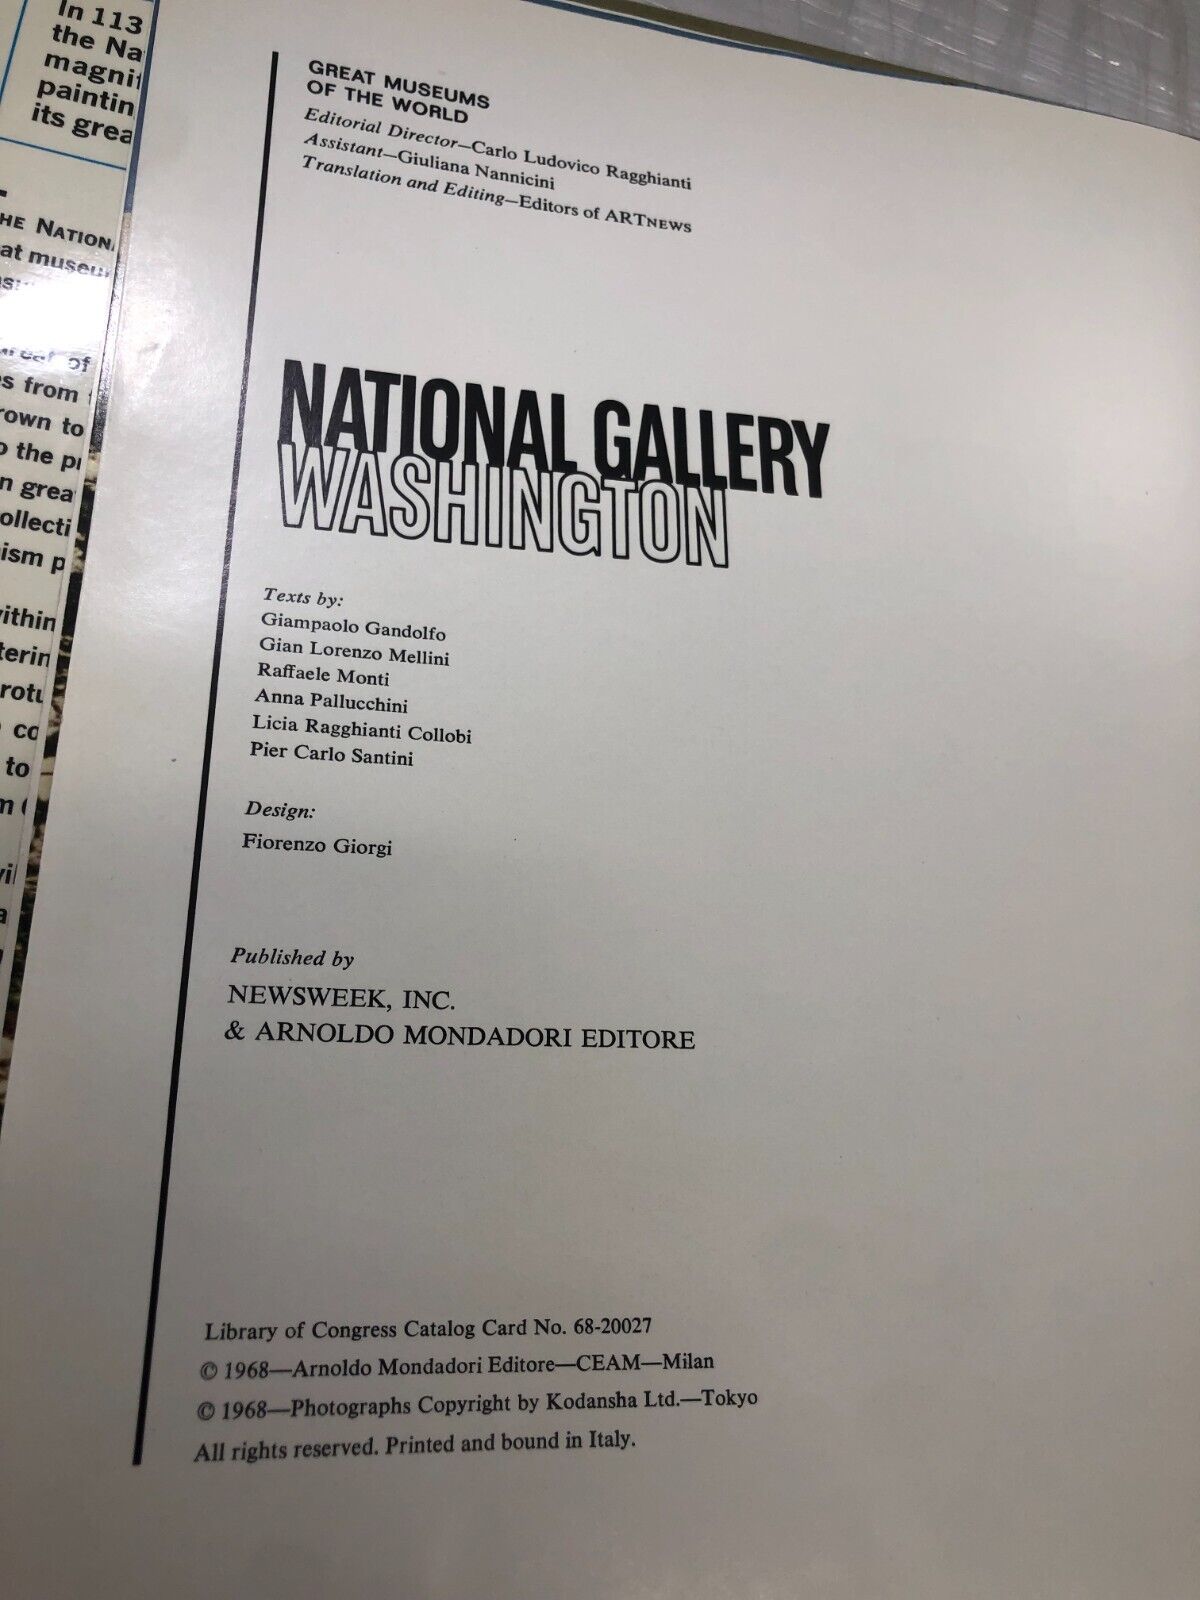 In 113
the Na
magnif
paintin
its grea
HE NATION
at museu
of
s from
own to
the p
n grea
ollecti
ism p
ithin
terin
rotu
co
to
GREAT MUSEUMS
OF THE WORLD
Editorial Director—Carlo Ludovico Ragghianti
Assistant—Giuliana Nannicini
Translation and Editing—Editors of ARTNEWS
NATIONAL GALLERY
WASHINGTON
Texts by:
Giampaolo Gandolfo
Gian Lorenzo Mellini
Raffaele Monti
Anna Pallucchini
Licia Ragghianti Collobi
Pier Carlo Santini
Design:
Fiorenzo Giorgi
Published by
NEWSWEEK, INC.
& ARNOLDO MONDADORI EDITORE
Library of Congress Catalog Card No. 68-20027
© 1968—Arnoldo Mondadori Editore—CEAM—Milan
© 1968—Photographs Copyright by Kodansha Ltd.—Tokyo
All rights reserved. Printed and bound in Italy.